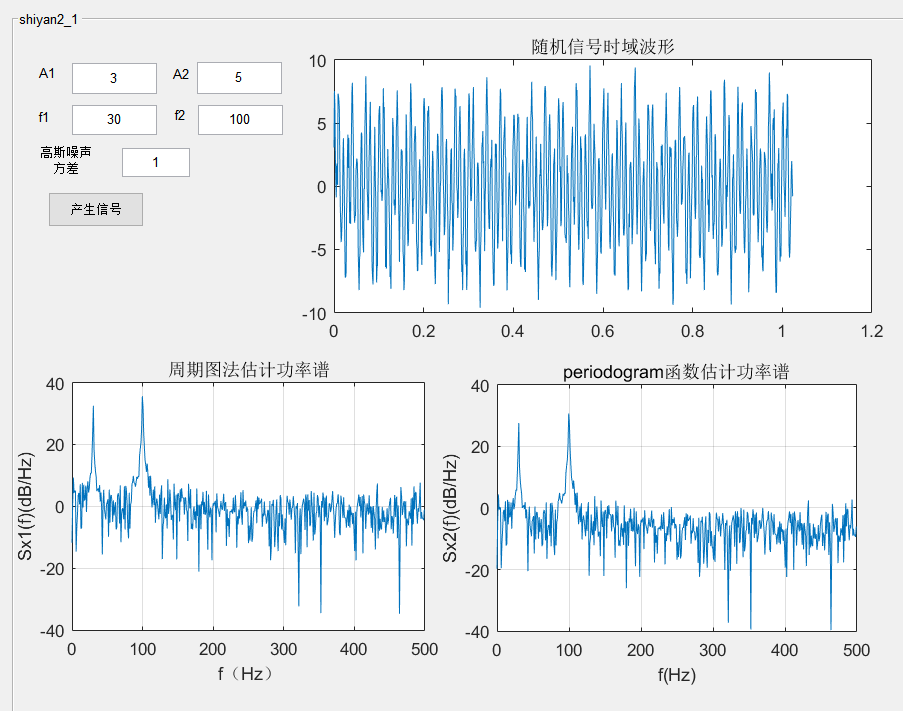 shiyan2_1
A1
3
A2
5
f1
30
f2
100
高斯噪声
方差
1
产生信号
随机信号时域波形
10
5
0
-5
-10
0
0.2
0.4
0.6
0.8
1
1.2
周期图法估计功率谱
Sx1(f)(dB/Hz)
40
20
0
-20
-40
0
100
200
300
400
500
f（Hz）
periodogram函数估计功率谱
Sx2(f)(dB/Hz)
40
20
0
-20
-40
0
100
200
300
400
500
f(Hz)